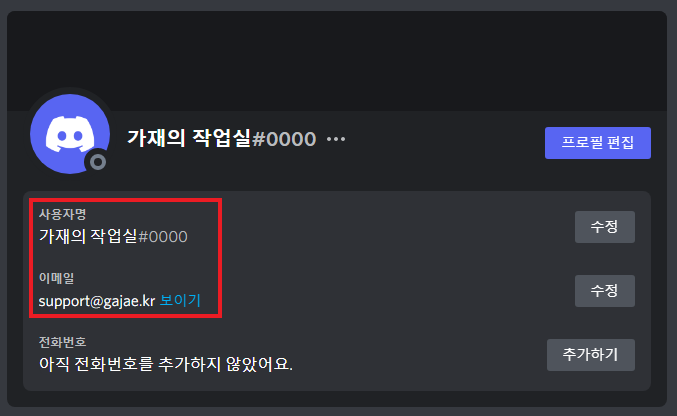 가재의 작업실#0000
프로필 편집
사용자명
가재의 작업실#0000
수정
이메일
support@gajae.kr 보이기
수정
전화번호
아직 전화번호를 추가하지 않았어요.
추가하기